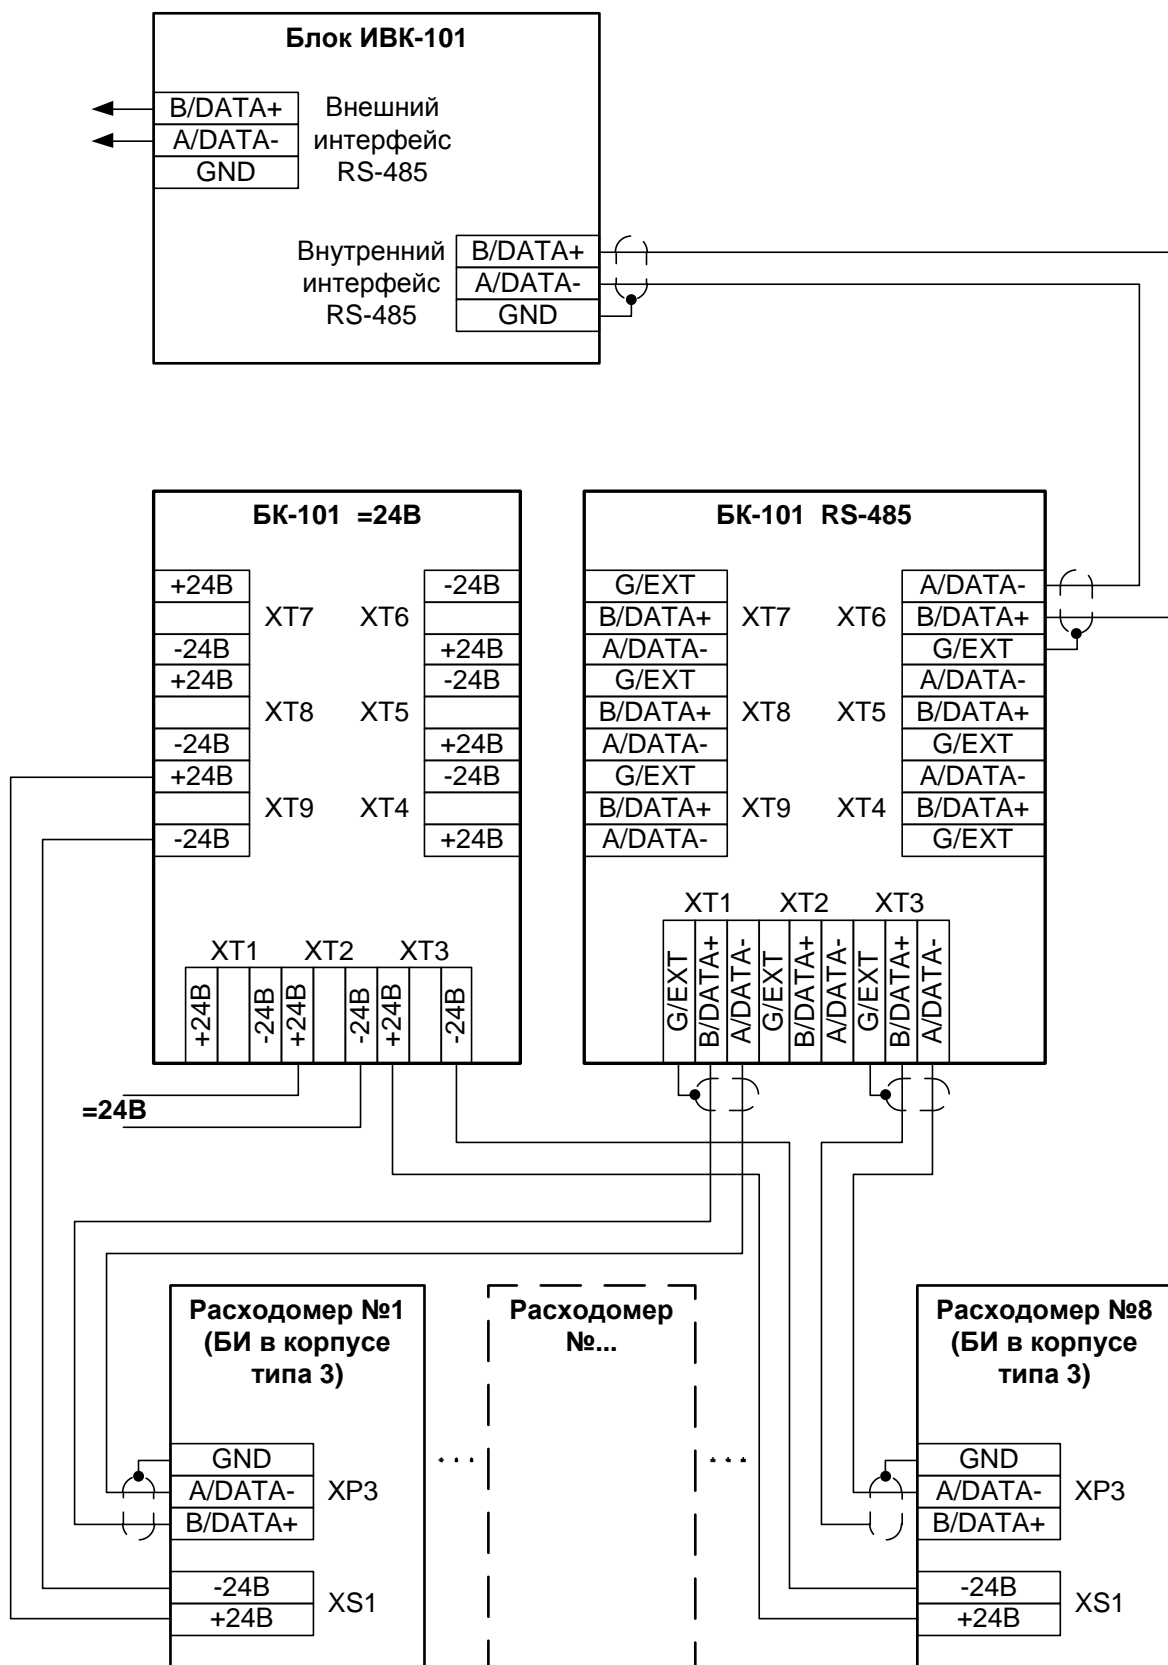 Блок ИВК-101
B/DATA+
A/DATA-
GND
Внешний
интерфейс
RS-485
Внутренний
интерфейс
RS-485
B/DATA+
A/DATA-
GND
БК-101 =24В
+24В
-24В
XT7
+24В
-24В
XT8
+24В
-24В
XT9
XT6
-24В
+24В
XT5
-24В
+24В
XT4
-24В
+24В
XT1
XT2
XT3
+24В
-24В
+24В
-24В
+24В
-24В
=24В
БК-101 RS-485
G/EXT
B/DATA+
A/DATA-
XT7
G/EXT
B/DATA+
A/DATA-
XT8
G/EXT
B/DATA+
A/DATA-
XT9
XT6
A/DATA-
B/DATA+
G/EXT
XT5
A/DATA-
B/DATA+
G/EXT
XT4
A/DATA-
B/DATA+
G/EXT
XT1
XT2
XT3
G/EXT
B/DATA+
A/DATA-
G/EXT
B/DATA+
A/DATA-
G/EXT
B/DATA+
A/DATA-
Расходомер №1
(БИ в корпусе
типа 3)
GND
A/DATA-
B/DATA+
XP3
-24В
+24В
XS1
...
Расходомер
№...
...
Расходомер №8
(БИ в корпусе
типа 3)
GND
A/DATA-
B/DATA+
XP3
-24В
+24В
XS1